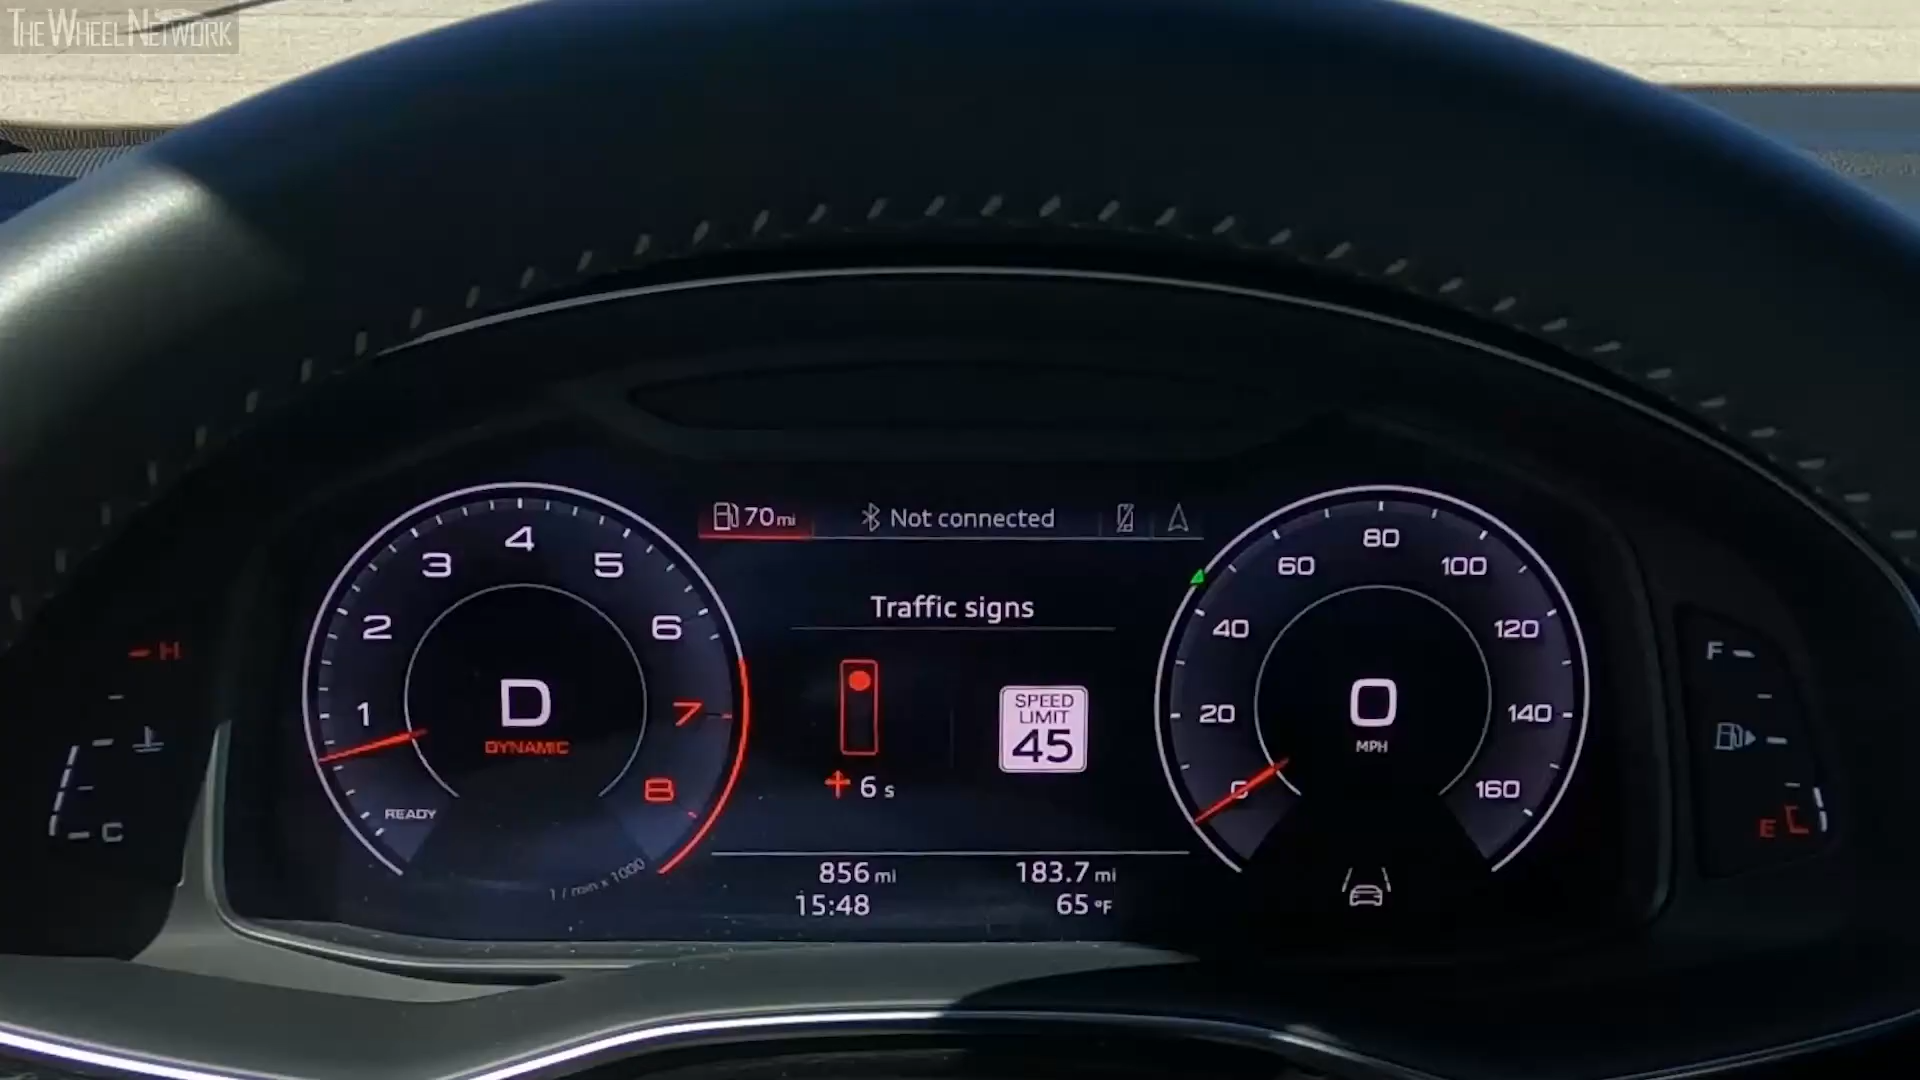 THE WHEEL NETWORK
70 mi
Not connected
Traffic signs
SPEED
LIMIT
45
6 s
856 mi
183.7 mi
15:48
65 °F
1
2
3
4
5
6
7
8
D
DYNAMIC
READY
1 / min x 1000
0
20
40
60
80
100
120
140
160
0
MPH
H
C
F
E